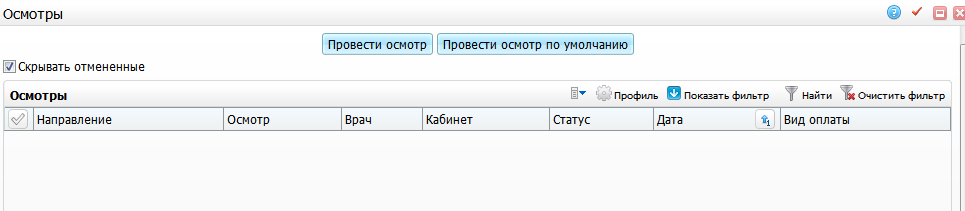 Осмотры
Провести осмотр Провести осмотр по умолчанию
Скрывать отмененные
Осмотры Профиль Показать фильтр Найти Очистить фильтр
Направление Осмотр Врач Кабинет Статус Дата 1 Вид оплаты